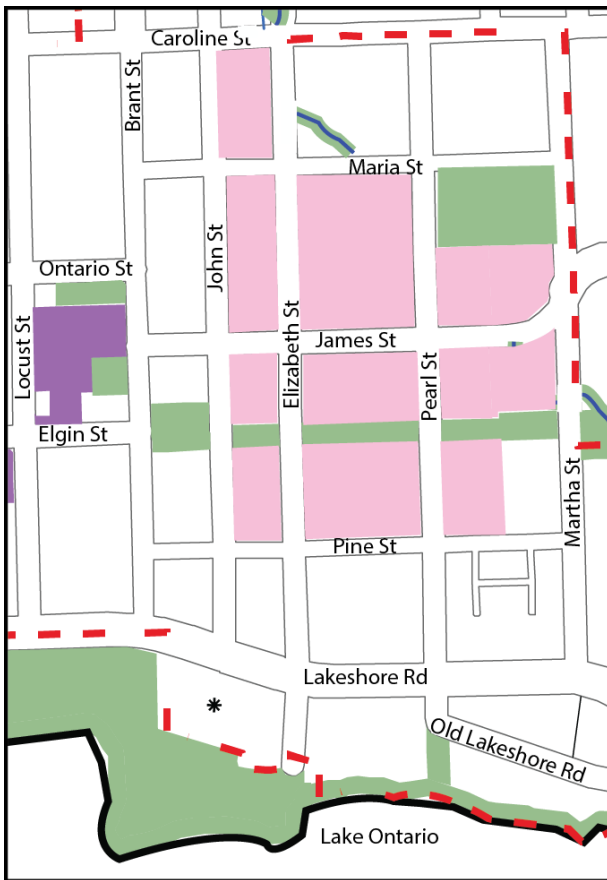 Caroline St
Brant St
Maria St
John St
Ontario St
Elizabeth St
Locust St
James St
Pearl St
Elgin St
Martha St
Pine St
Lakeshore Rd
*
Old Lakeshore Rd
Lake Ontario